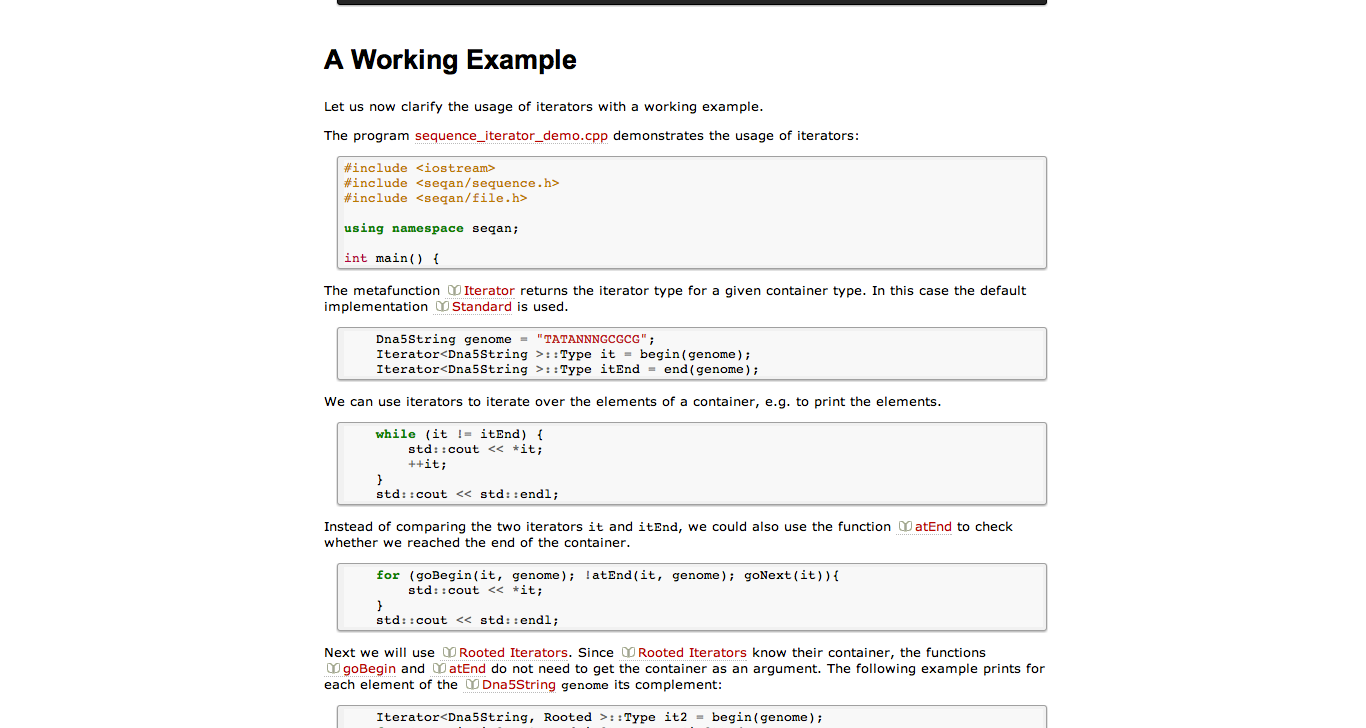 A Working Example
Let us now clarify the usage of iterators with a working example.
The program sequence_iterator_demo.cpp demonstrates the usage of iterators:
#include <iostream>
#include <seqan/sequence.h>
#include <seqan/file.h>
using namespace seqan;
int main() {
The metafunction Iterator returns the iterator type for a given container type. In this case the default
implementation Standard is used.
Dna5String genome = "TATANNNGCGCG";
Iterator<Dna5String >::Type it = begin(genome);
Iterator<Dna5String >::Type itEnd = end(genome);
We can use iterators to iterate over the elements of a container, e.g. to print the elements.
while (it != itEnd) {
std::cout << *it;
++it;
}
std::cout << std::endl;
Instead of comparing the two iterators it and itEnd, we could also use the function atEnd to check
whether we reached the end of the container.
for (goBegin(it, genome); !atEnd(it, genome); goNext(it)){
std::cout << *it;
}
std::cout << std::endl;
Next we will use Rooted Iterators. Since Rooted Iterators know their container, the functions
goBegin and atEnd do not need to get the container as an argument. The following example prints for
each element of the Dna5String genome its complement:
Iterator<Dna5String, Rooted >::Type it2 = begin(genome);